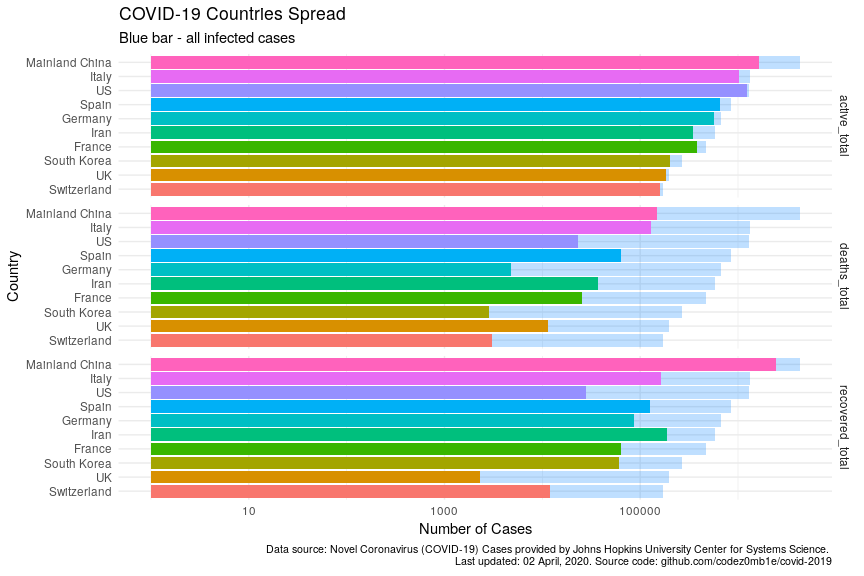 COVID-19 Countries Spread
Blue bar - all infected cases
Country
Mainland China
Italy
US
Spain
Germany
Iran
France
South Korea
UK
Switzerland
active_total
Mainland China
Italy
US
Spain
Germany
Iran
France
South Korea
UK
Switzerland
deaths_total
Mainland China
Italy
US
Spain
Germany
Iran
France
South Korea
UK
Switzerland
recovered_total
10
1000
100000
Number of Cases
Data source: Novel Coronavirus (COVID-19) Cases provided by Johns Hopkins University Center for Systems Science.
Last updated: 02 April, 2020. Source code: github.com/codez0mb1e/covid-2019